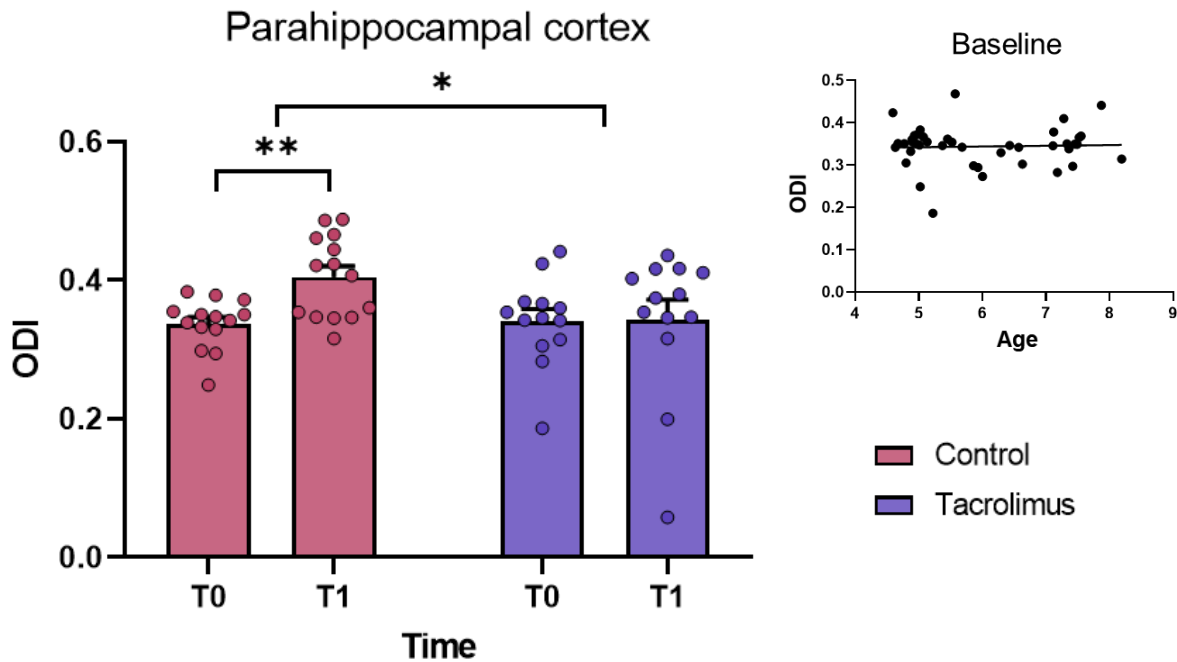 Parahippocampal cortex
*
**
0.6
0.4
0.2
0.0
ODI
T0 T1 T0 T1
Time
Baseline
0.5
0.4
0.3
0.2
0.1
0.0
ODI
4 5 6 7 8 9
Age
Control
Tacrolimus